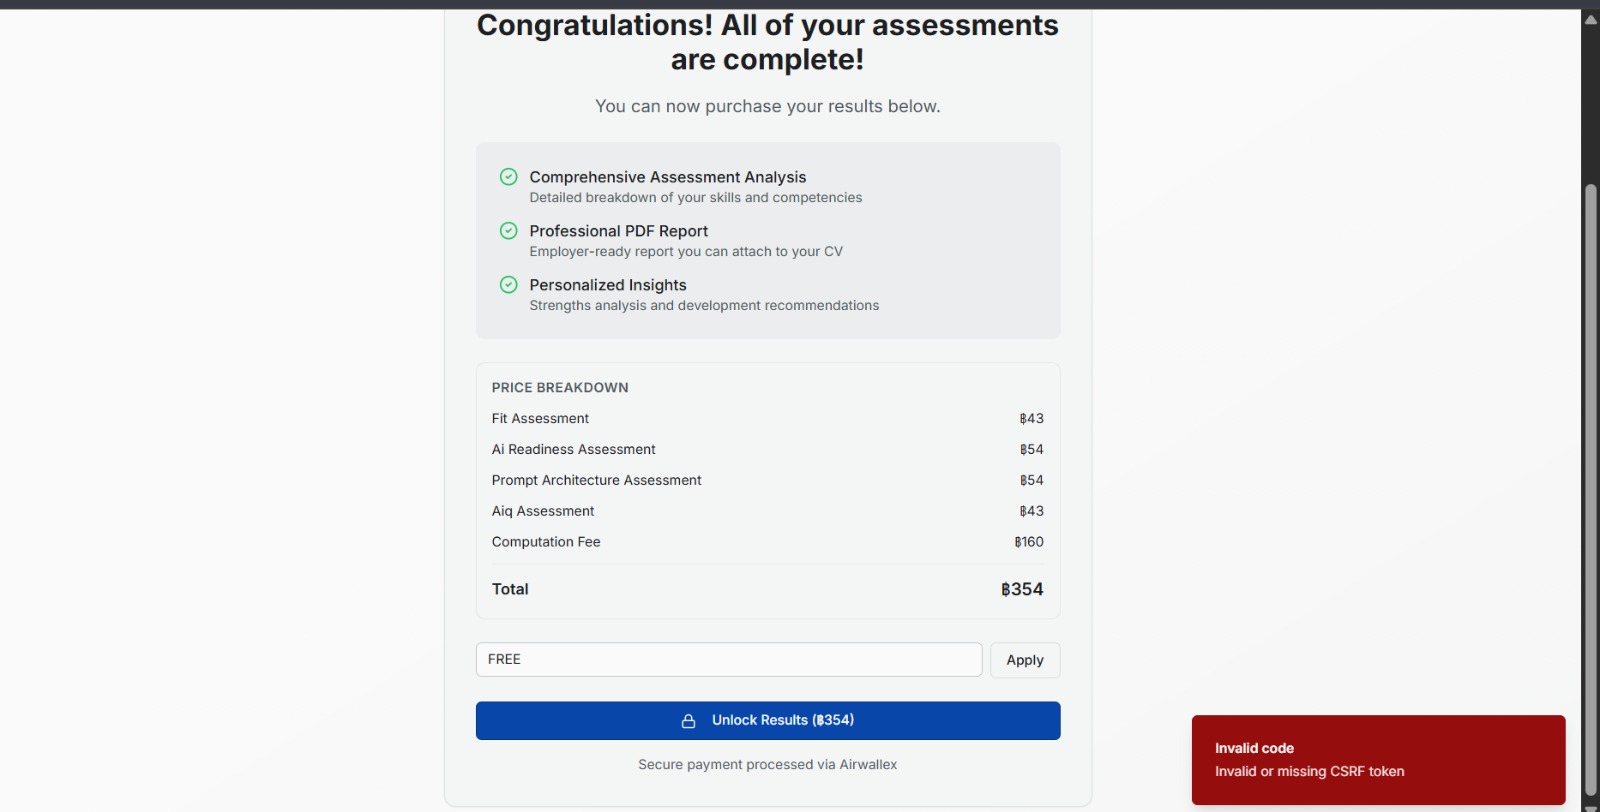 Congratulations! All of your assessments
are complete!
You can now purchase your results below.
Comprehensive Assessment Analysis
Detailed breakdown of your skills and competencies
Professional PDF Report
Employer-ready report you can attach to your CV
Personalized Insights
Strengths analysis and development recommendations
PRICE BREAKDOWN
Fit Assessment ฿43
Ai Readiness Assessment ฿54
Prompt Architecture Assessment ฿54
Aiq Assessment ฿43
Computation Fee ฿160
Total ฿354
FREE Apply
Unlock Results (฿354)
Secure payment processed via Airwallex
Invalid code
Invalid or missing CSRF token